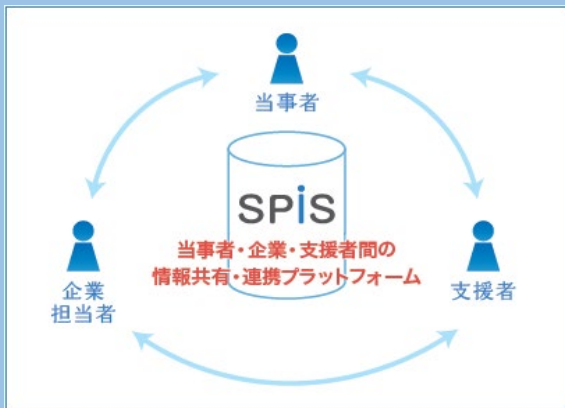 当事者
SPiS
当事者・企業・支援者間の
情報共有・連携プラットフォーム
企業
担当者
支援者